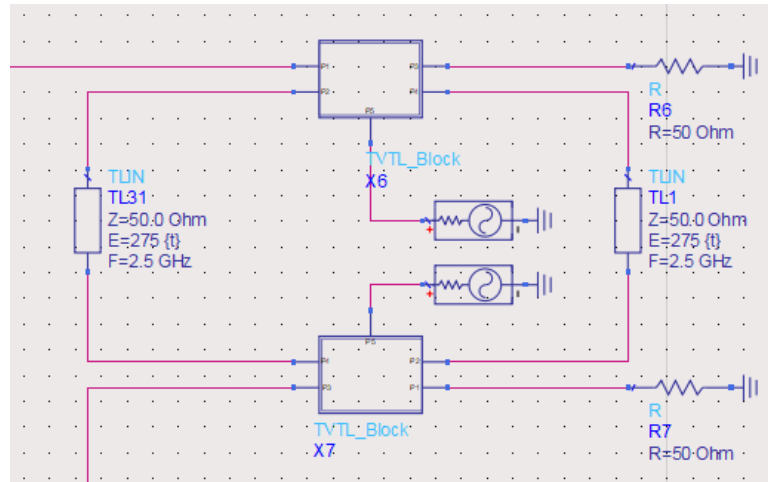 P1
P3
P2
P4
P5
TVTL_Block
X6
R
R6
R=50 Ohm
TLIN
TL31
Z=50.0 Ohm
E=275 {t}
F=2.5 GHz
TLIN
TL1
Z=50.0 Ohm
E=275 {t}
F=2.5 GHz
+
+
P5
P4
P2
P3
P1
TVTL_Block
X7
R
R7
R=50 Ohm